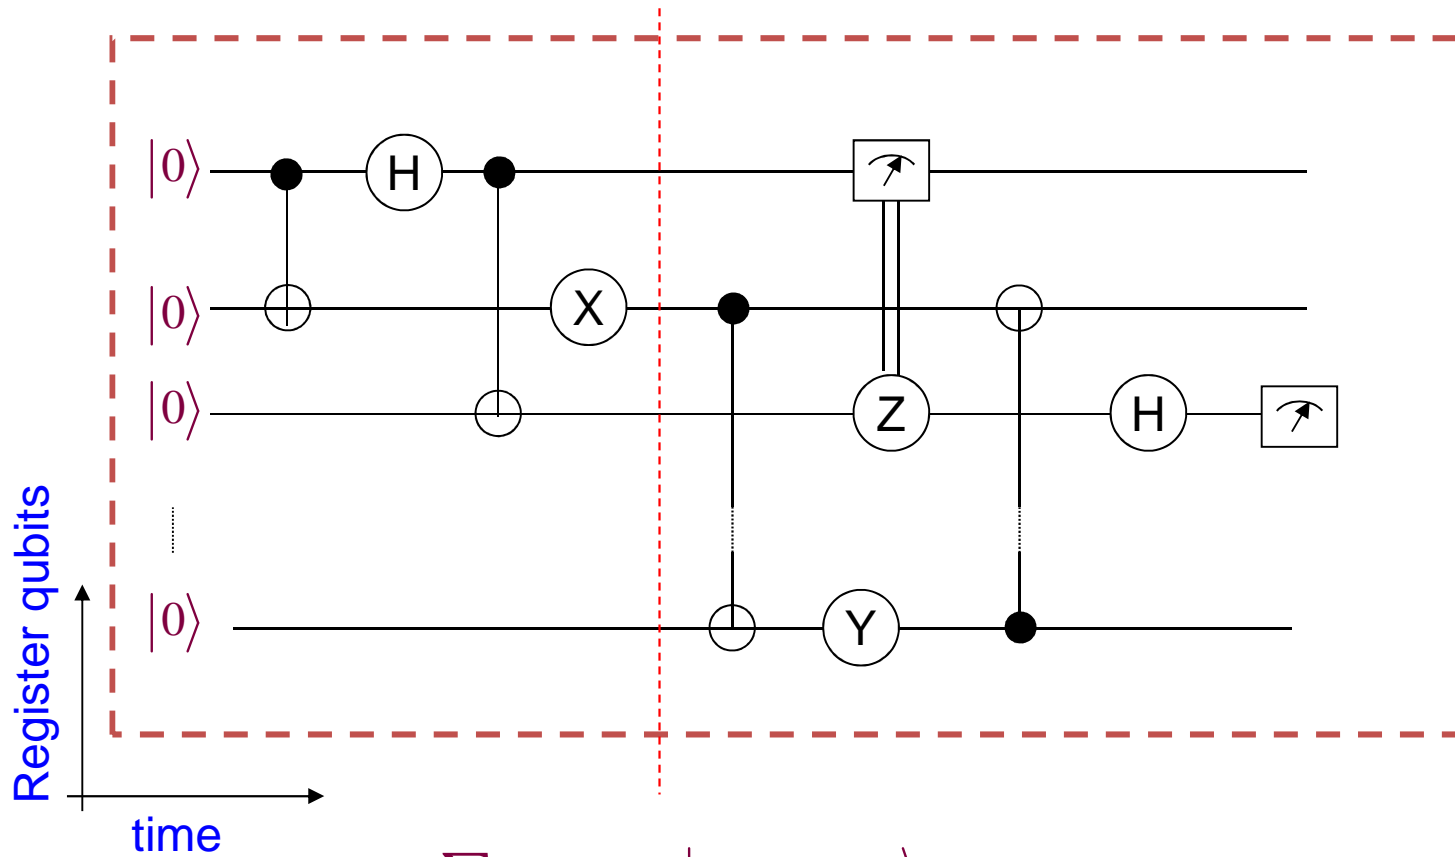 |0⟩ H
|0⟩ X
|0⟩ Z H
|0⟩ Y
Register qubits
time